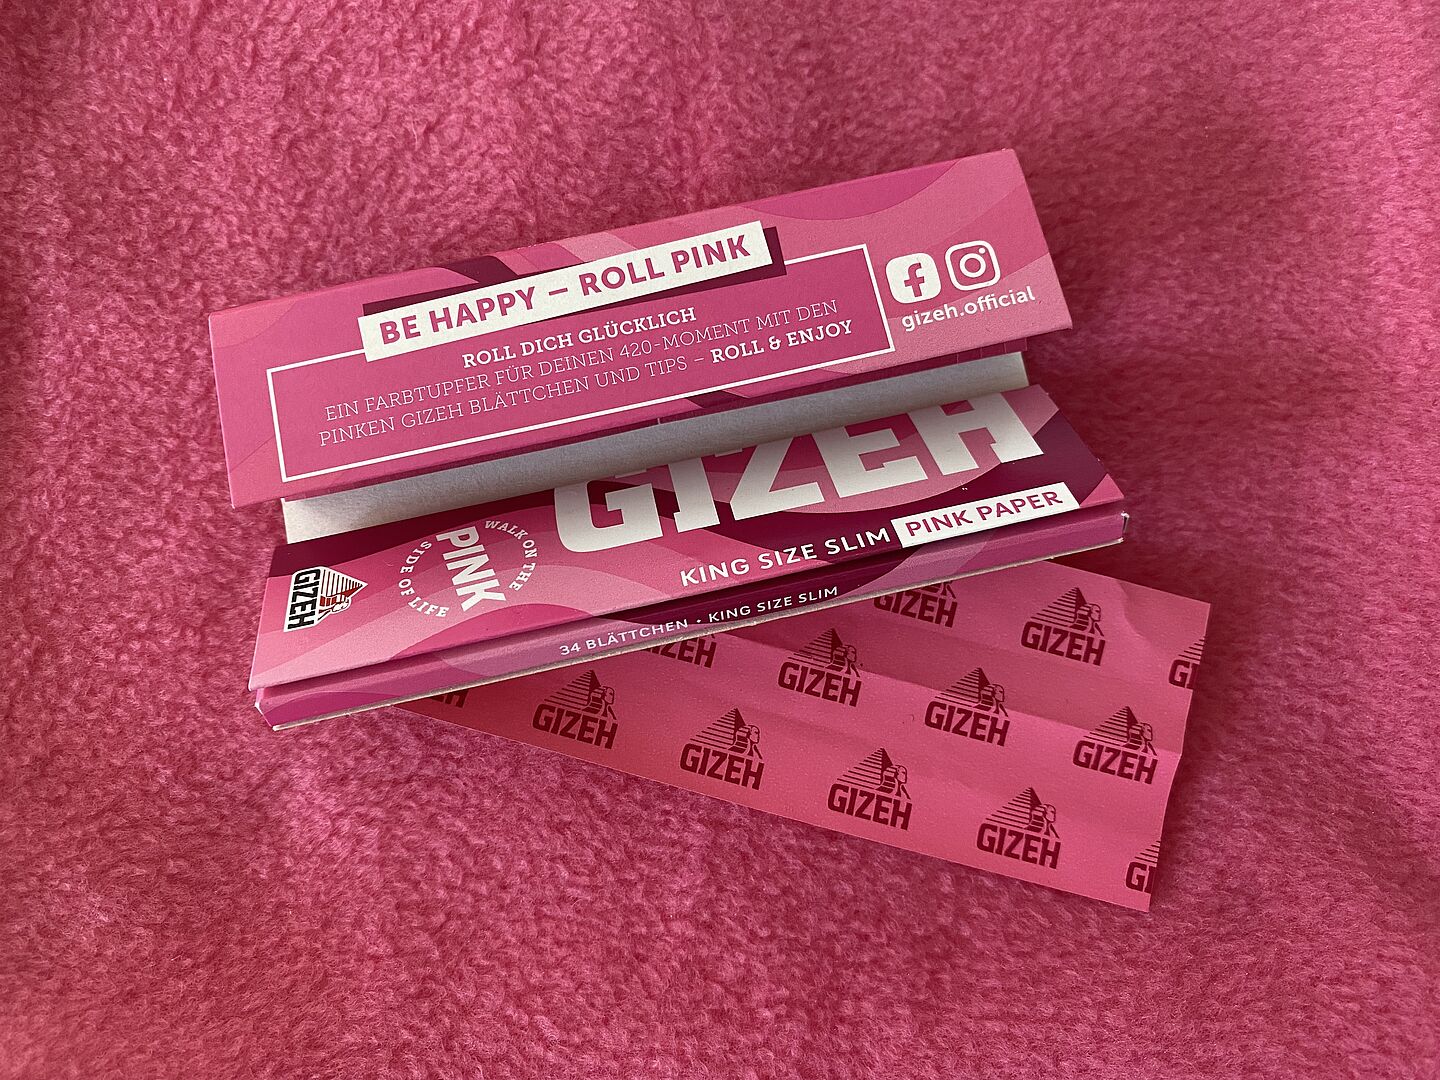 BE HAPPY – ROLL PINK
ROLL DICH GLÜCKLICH
EIN FARBTUPFER FÜR DEINEN 420-MOMENT MIT DEN
PINKEN GIZEH BLÄTTCHEN UND TIPS – ROLL & ENJOY
gizeh.official
GIZEH
KING SIZE SLIM PINK PAPER
GIZEH
WALK ON THE
PINK
SIDE OF LIFE
34 BLÄTTCHEN • KING SIZE SLIM
GIZEH
GIZEH
GIZEH
GIZEH
GIZEH
GIZEH
GIZEH
GIZEH
GIZEH
GIZEH